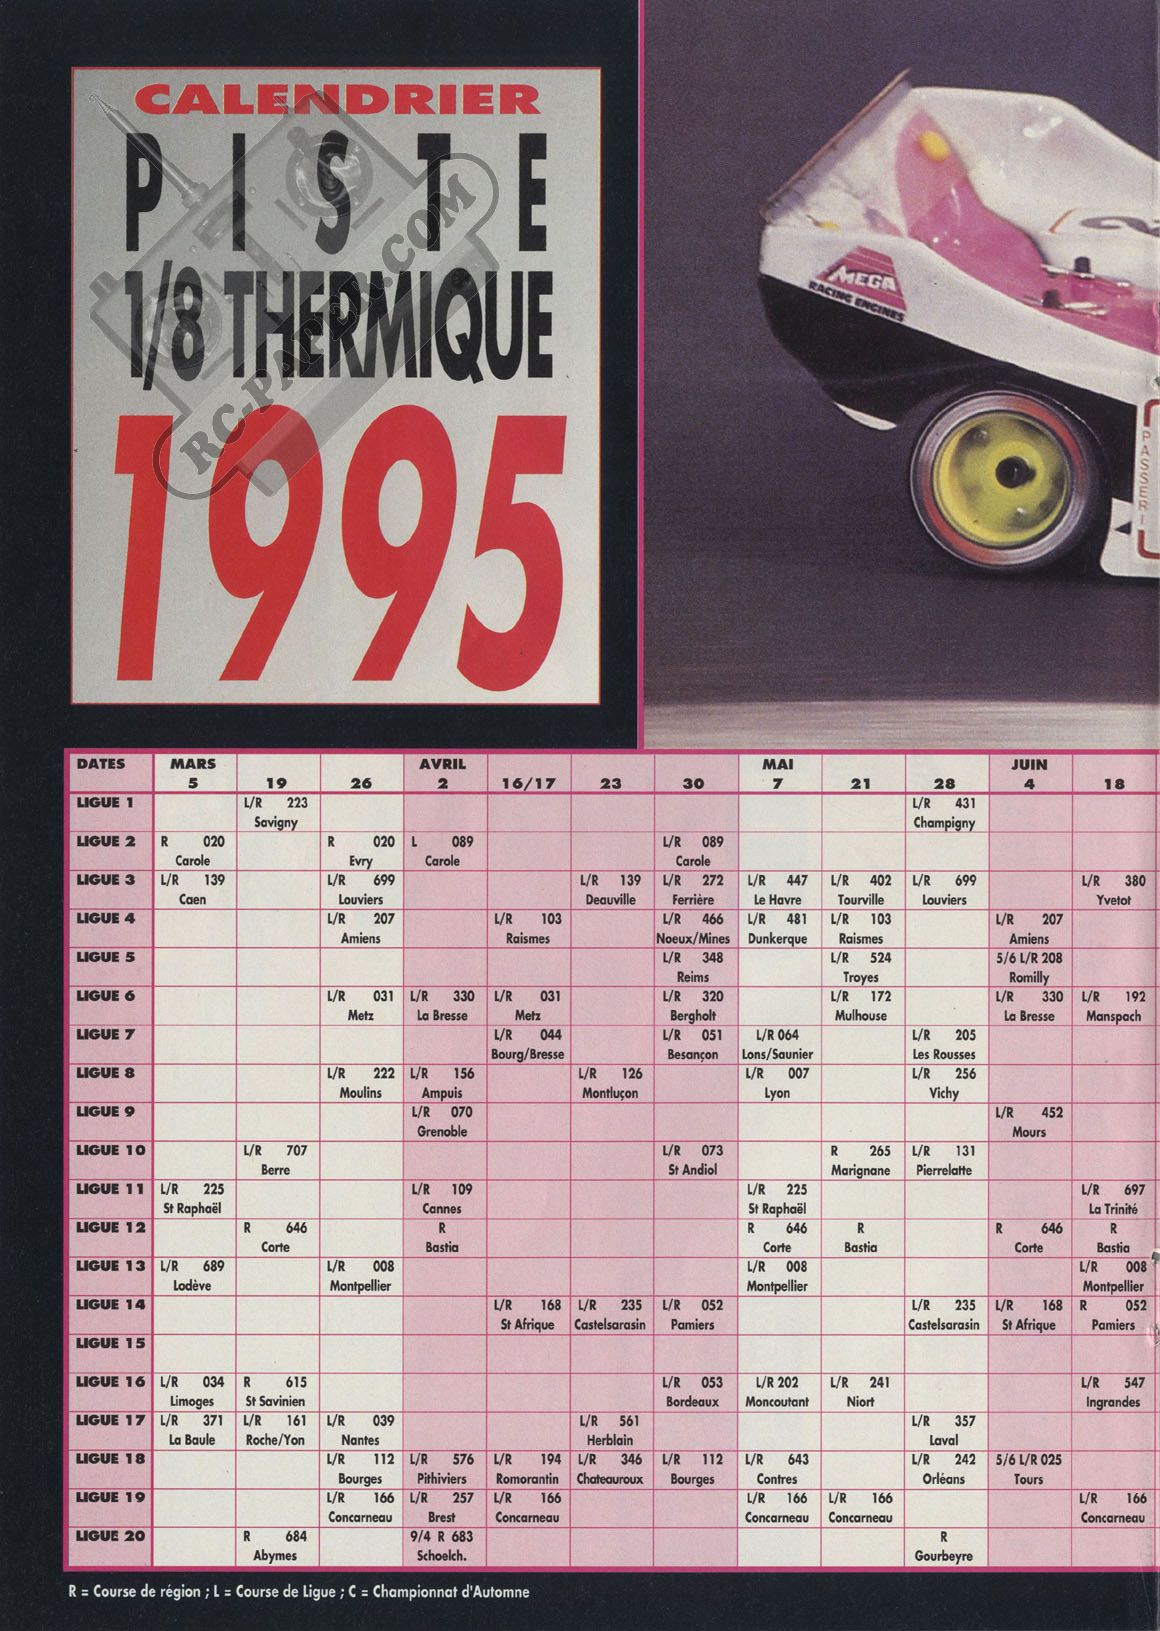 CALENDRIER
PISTE
1/8 THERMIQUE
1995
RC-PAPPY.COM
MEGA
RACING ENGINES
PASSERI
DATES MARS AVRIL MAI JUIN
5 19 26 2 16/17 23 30 7 21 28 4 18
LIGUE 1 L/R 223 L/R 431
Savigny Champigny
LIGUE 2 R 020 R 020 L 089 L/R 089
Carole Evry Carole Carole
LIGUE 3 L/R 139 L/R 699 L/R 139 L/R 272 L/R 447 L/R 402 L/R 699 L/R 380
Caen Louviers Deauville Ferrière Le Havre Tourville Louviers Yvetot
LIGUE 4 L/R 207 L/R 103 L/R 466 L/R 481 L/R 103 L/R 207
Amiens Raismes Noeux/Mines Dunkerque Raismes Amiens
LIGUE 5 L/R 348 L/R 524 5/6 L/R 208
Reims Troyes Romilly
LIGUE 6 L/R 031 L/R 330 L/R 031 L/R 320 L/R 172 L/R 330 L/R 192
Metz La Bresse Metz Bergholt Mulhouse La Bresse Manspach
LIGUE 7 L/R 044 L/R 051 L/R 064 L/R 205
Bourg/Bresse Besançon Lons/Saunier Les Rousses
LIGUE 8 L/R 222 L/R 156 L/R 126 L/R 007 L/R 256
Moulins Ampuis Montluçon Lyon Vichy
LIGUE 9 L/R 070 L/R 452
Grenoble Mours
LIGUE 10 L/R 707 L/R 073 R 265 L/R 131
Berre St Andiol Marignane Pierrelatte
LIGUE 11 L/R 225 L/R 109 L/R 225 L/R 697
St Raphaël Cannes St Raphaël La Trinité
LIGUE 12 R 646 R R 646 R R 646 R
Corte Bastia Corte Bastia Corte Bastia
LIGUE 13 L/R 689 L/R 008 L/R 008 L/R 008
Lodève Montpellier Montpellier Montpellier
LIGUE 14 L/R 168 L/R 235 L/R 052 L/R 235 L/R 168 R 052
St Afrique Castelsarasin Pamiers Castelsarasin St Afrique Pamiers
LIGUE 15
LIGUE 16 L/R 034 R 615 L/R 053 L/R 202 L/R 241 L/R 547
Limoges St Savinien Bordeaux Moncoutant Niort Ingrandes
LIGUE 17 L/R 371 L/R 161 L/R 039 L/R 561 L/R 357
La Baule Roche/Yon Nantes Herblain Laval
LIGUE 18 L/R 112 L/R 576 L/R 194 L/R 346 L/R 112 L/R 643 L/R 242 5/6 L/R 025
Bourges Pithiviers Romorantin Chateauroux Bourges Contres Orléans Tours
LIGUE 19 L/R 166 L/R 257 L/R 166 L/R 166 L/R 166 L/R 166
Concarneau Brest Concarneau Concarneau Concarneau Concarneau
LIGUE 20 R 684 9/4 R 683 R
Abymes Schoelch. Gourbeyre
R = Course de région ; L = Course de Ligue ; C = Championnat d'Automne